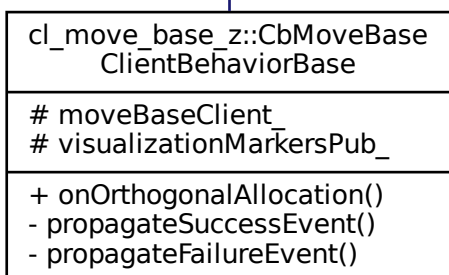 cl_move_base_z::CbMoveBase
ClientBehaviorBase
# moveBaseClient_
# visualizationMarkersPub_
+ onOrthogonalAllocation()
- propagateSuccessEvent()
- propagateFailureEvent()